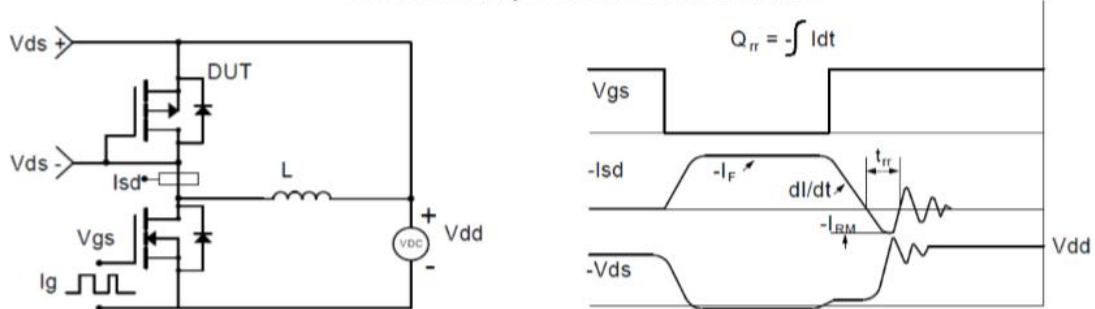 Vds +
DUT
Vds -
Isd
L
Vgs
Ig
+
VDC
-
Vdd
Qrr = -∫ Idt
Vgs
-Isd
-IF
dI/dt
trr
-IRM
-Vds
Vdd